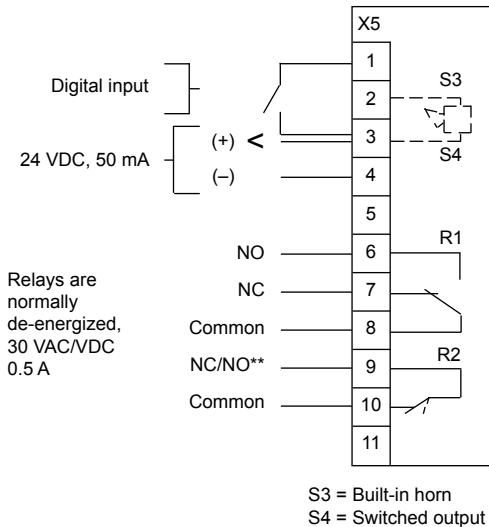 X5
1
Digital input
2
S3
(+) <
3
24 VDC, 50 mA
S4
(–)
4
5
NO
6
R1
NC
7
Relays are
normally
de-energized,
30 VAC/VDC
0.5 A
Common
8
NC/NO**
9
R2
Common
10
11
S3 = Built-in horn
S4 = Switched output